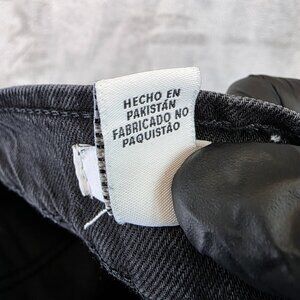 HECHO EN
PAKISTÁN
FABRICADO NO
PAQUISTÃO